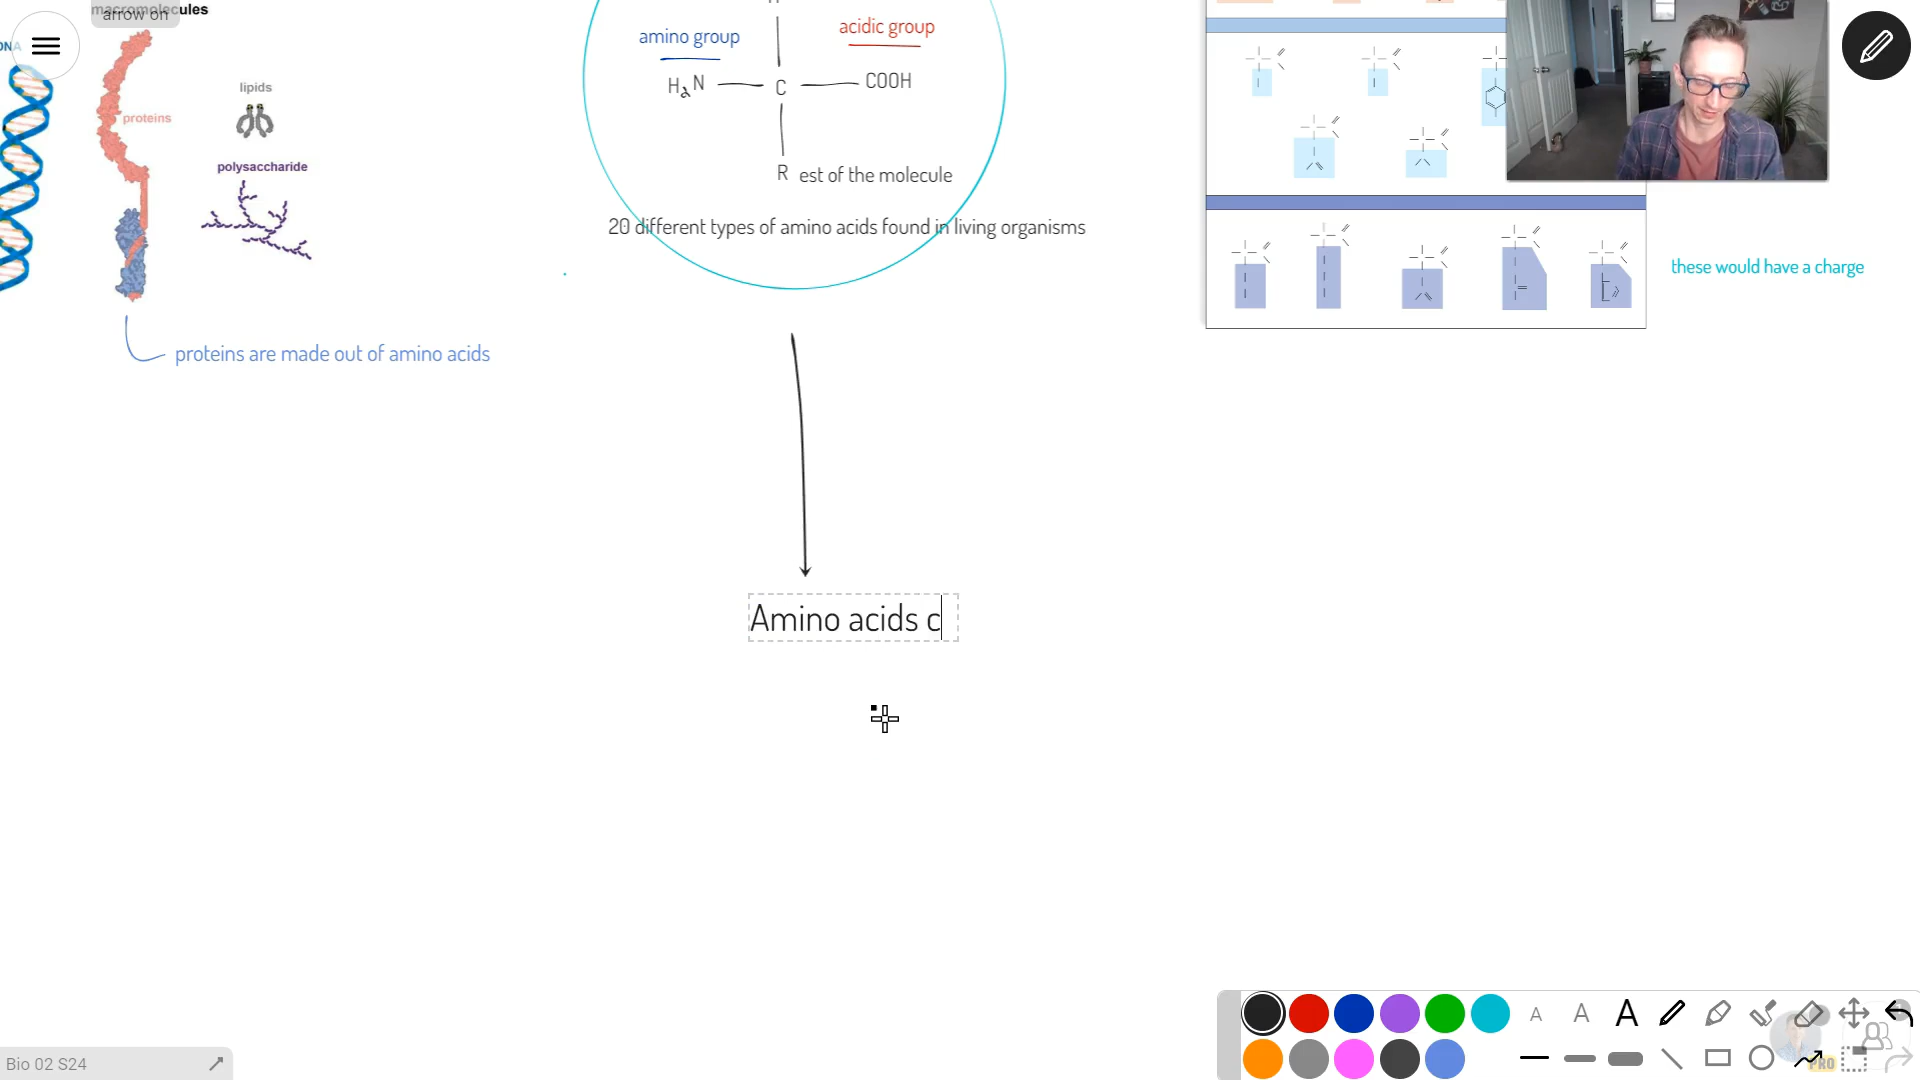 macromolecules
arrow on
DNA
lipids
proteins
polysaccharide
proteins are made out of amino acids
amino group
acidic group
H₂N
C
COOH
R est of the molecule
20 different types of amino acids found in living organisms
these would have a charge
Amino acids c
A A A
PRO
Bio 02 S24